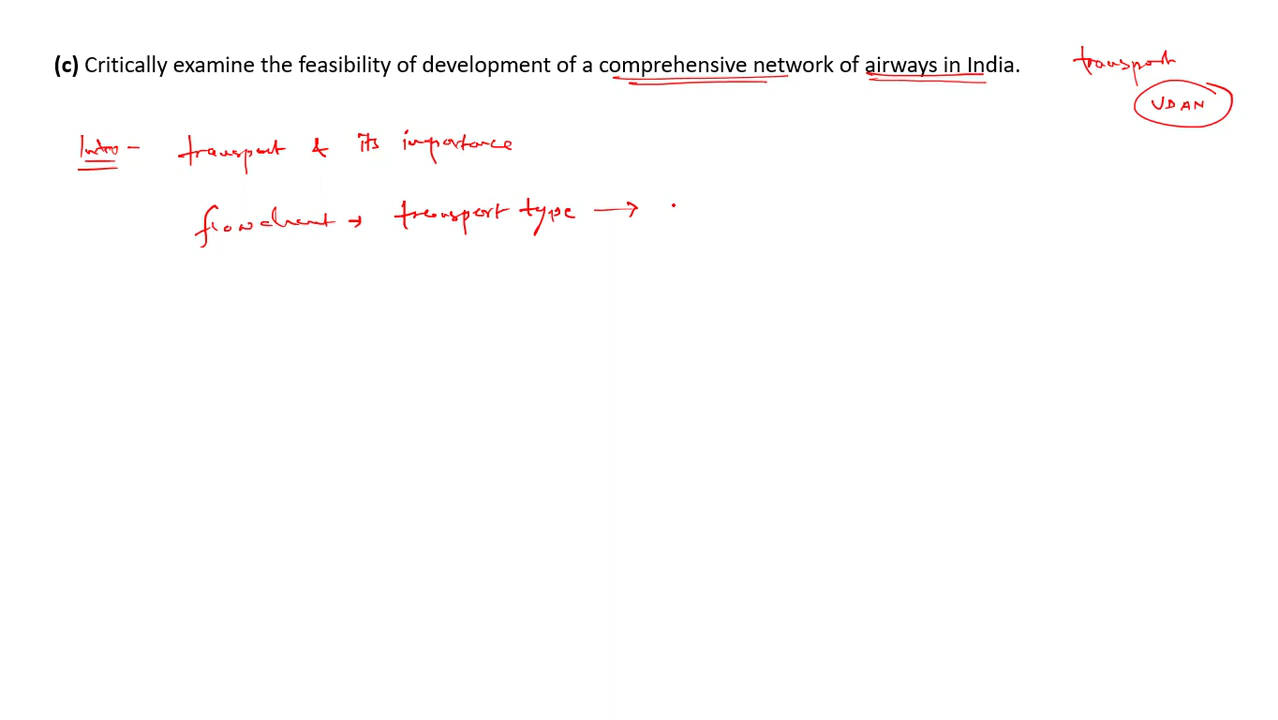 (c) Critically examine the feasibility of development of a comprehensive network of airways in India.
transport
UDAN
Intro - transport & its importance
flowchart → transport type →